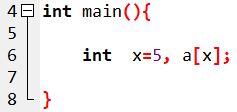 4 int main(){
5
6 int x=5, a[x];
7
8 }